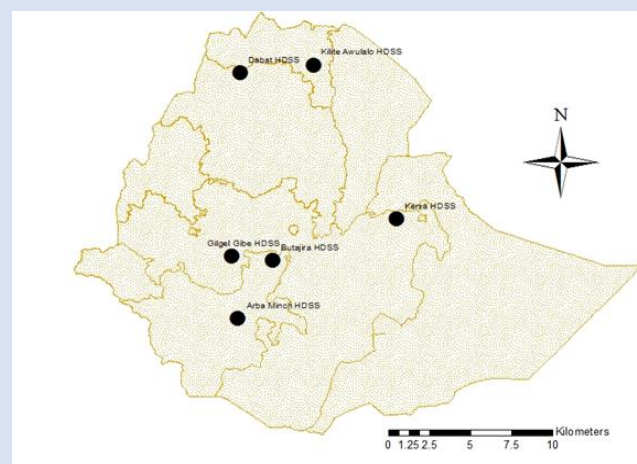 Dabat HDSS
Kilite Awulalo HDSS
N
Kersa HDSS
Gilgel Gibe HDSS
Butajira HDSS
Arba Minch HDSS
Kilometers
0 1.25 2.5 5 7.5 10